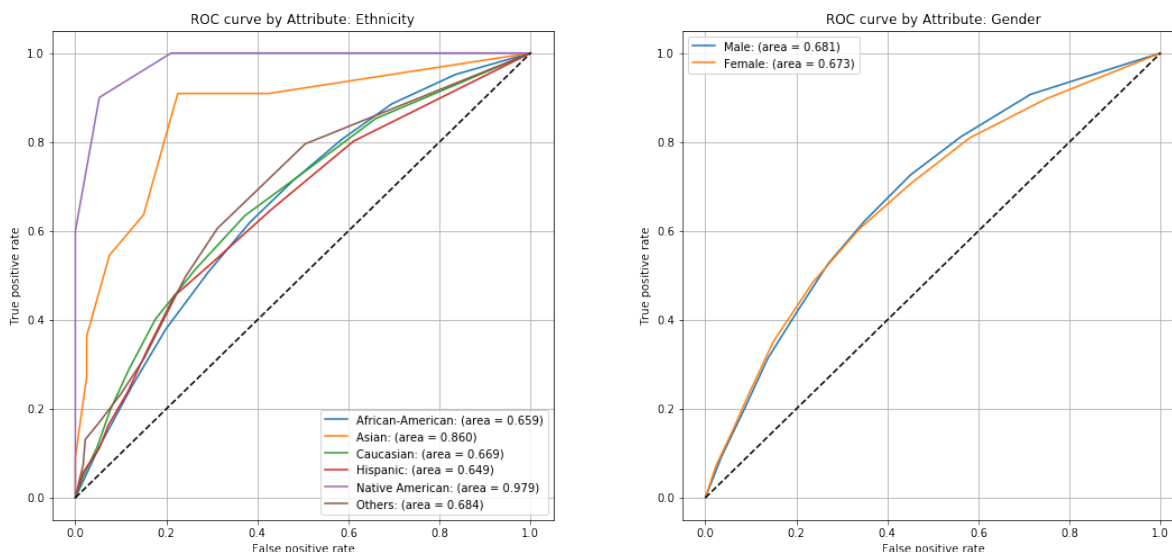 ROC curve by Attribute: Ethnicity
1.0
0.8
0.6
0.4
0.2
0.0
True positive rate
African-American: (area = 0.659)
Asian: (area = 0.860)
Caucasian: (area = 0.669)
Hispanic: (area = 0.649)
Native American: (area = 0.979)
Others: (area = 0.684)
0.0 0.2 0.4 0.6 0.8 1.0
False positive rate
ROC curve by Attribute: Gender
Male: (area = 0.681)
Female: (area = 0.673)
1.0
0.8
0.6
0.4
0.2
0.0
True positive rate
0.0 0.2 0.4 0.6 0.8 1.0
False positive rate